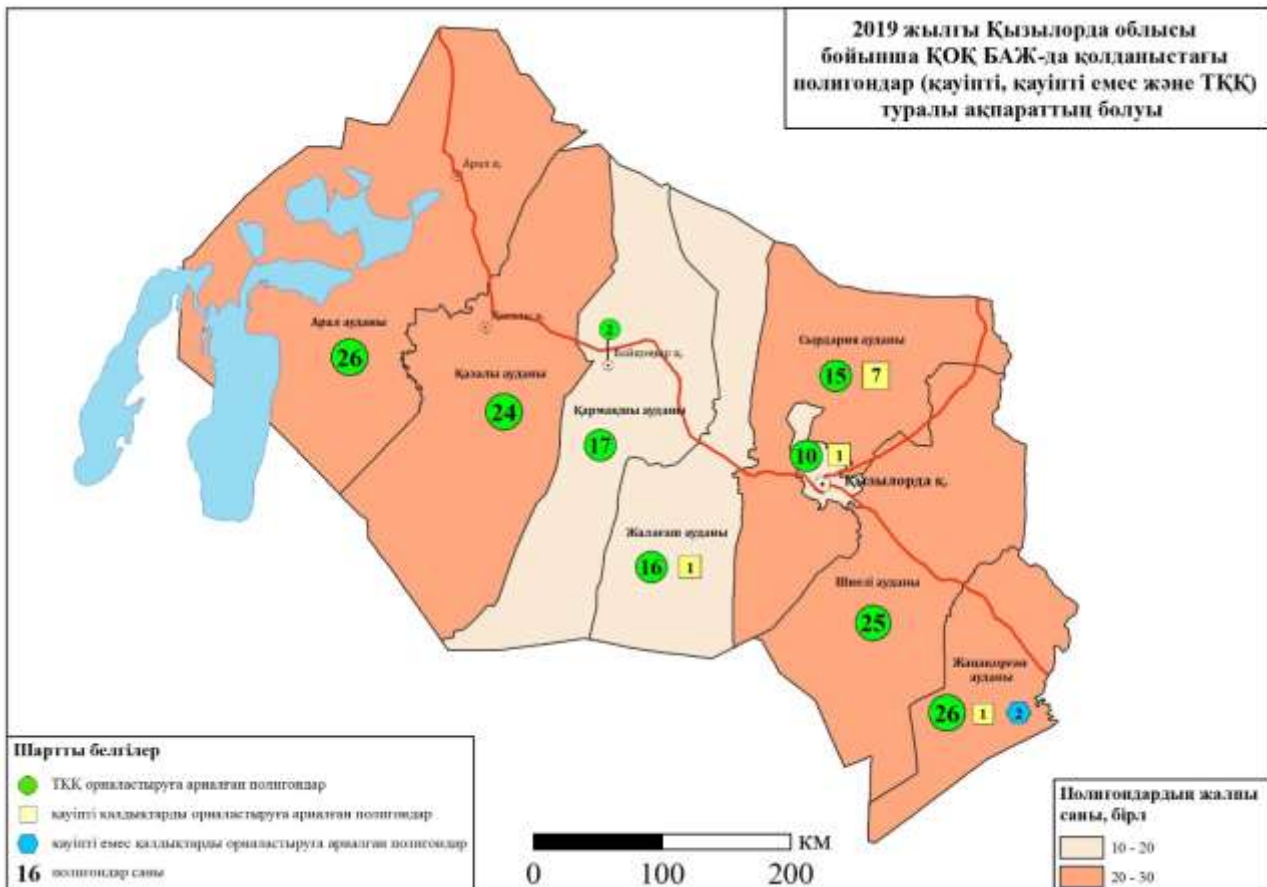 2019 жылғы Қызылорда облысы
бойынша ҚОҚ БАЖ-да қолданыстағы
полигондар (қауіпті, қауіпті емес және ТҚҚ)
туралы ақпараттың болуы
Арал қ.
Арал ауданы
26
Қазалы қ.
Қазалы ауданы
24
2
Байқоңыр қ.
Қармақшы ауданы
17
Жалағаш ауданы
16 1
Сырдария ауданы
15 7
10 1
Қызылорда қ.
Шиелі ауданы
25
Жаңақорған
ауданы
26 1 2
Шартты белгілер
ТҚҚ орналастыруға арналған полигондар
қауіпті қалдықтарды орналастыруға арналған полигондар
қауіпті емес қалдықтарды орналастыруға арналған полигондар
16 полигондар саны
КМ
0 100 200
Полигондардың жалпы
саны, бірл
10 - 20
20 - 30